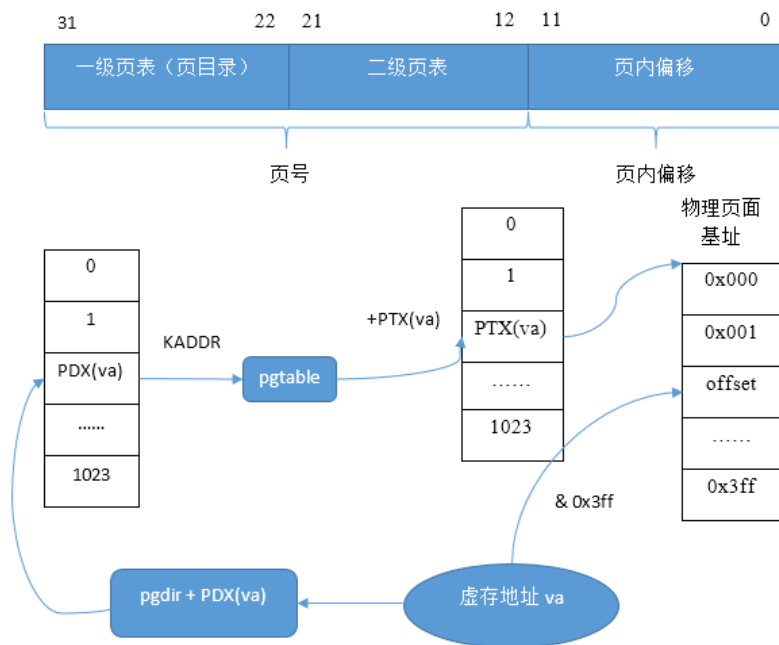 31 22 21 12 11 0
一级页表（页目录） 二级页表 页内偏移
页号 页内偏移
物理页面
基址
0
1
PDX(va)
......
1023
KADDR
pgtable
+PTX(va)
0
1
PTX(va)
……
1023
0x000
0x001
offset
……
0x3ff
& 0x3ff
pgdir + PDX(va)
虚存地址 va